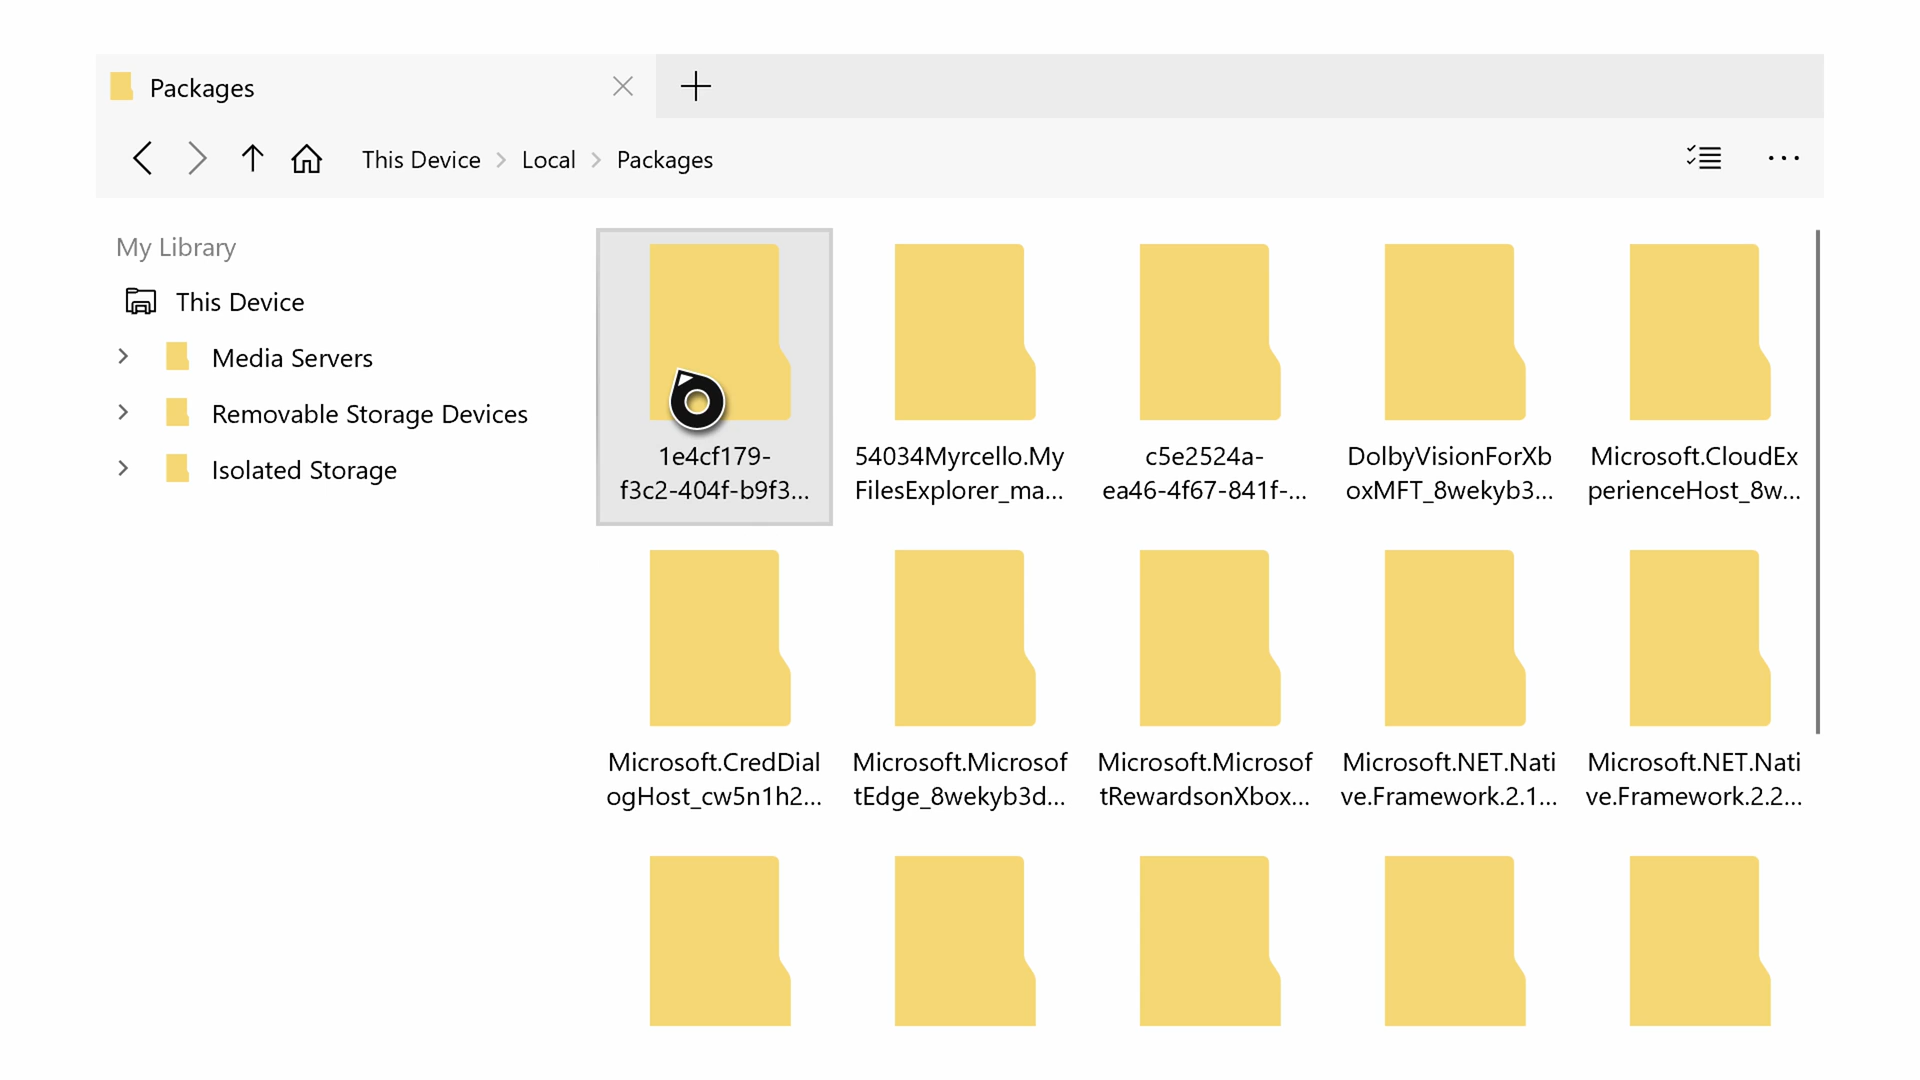 Packages
This Device
Local
Packages
My Library
This Device
Media Servers
Removable Storage Devices
Isolated Storage
1e4cf179-
f3c2-404f-b9f3...
54034Myrcello.My
FilesExplorer_ma...
c5e2524a-
ea46-4f67-841f-...
DolbyVisionForXb
oxMFT_8wekyb3...
Microsoft.CloudEx
perienceHost_8w...
Microsoft.CredDial
ogHost_cw5n1h2...
Microsoft.Microsof
tEdge_8wekyb3d...
Microsoft.Microsof
tRewardsonXbox...
Microsoft.NET.Nati
ve.Framework.2.1...
Microsoft.NET.Nati
ve.Framework.2.2...